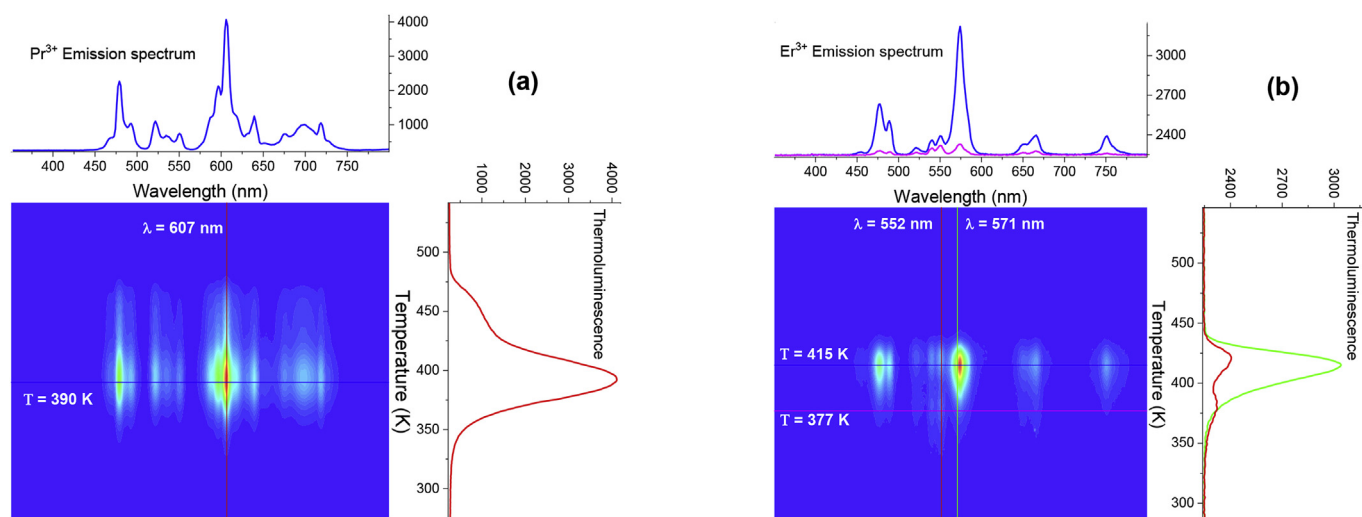 Pr³⁺ Emission spectrum
(a)
4000
3000
2000
1000
400 450 500 550 600 650 700 750
Wavelength (nm)
λ = 607 nm
T = 390 K
1000 2000 3000 4000
Thermoluminescence
500
450
400
350
300
Temperature (K)
Er³⁺ Emission spectrum
(b)
3000
2700
2400
400 450 500 550 600 650 700 750
Wavelength (nm)
λ = 552 nm λ = 571 nm
T = 415 K
T = 377 K
2400 2700 3000
Thermoluminescence
500
450
400
350
300
Temperature (K)